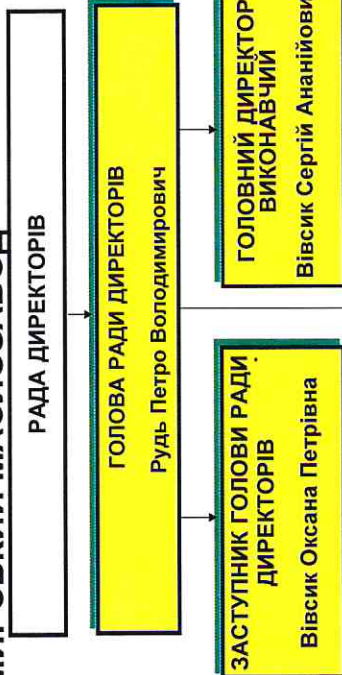 РАДА ДИРЕКТОРІВ
ГОЛОВА РАДИ ДИРЕКТОРІВ
Рудь Петро Володимирович
ЗАСТУПНИК ГОЛОВИ РАДИ
ДИРЕКТОРІВ
Вівсик Оксана Петрівна
ГОЛОВНИЙ ДИРЕКТОР
ВИКОНАВЧИЙ
Вівсик Сергій Ананійович